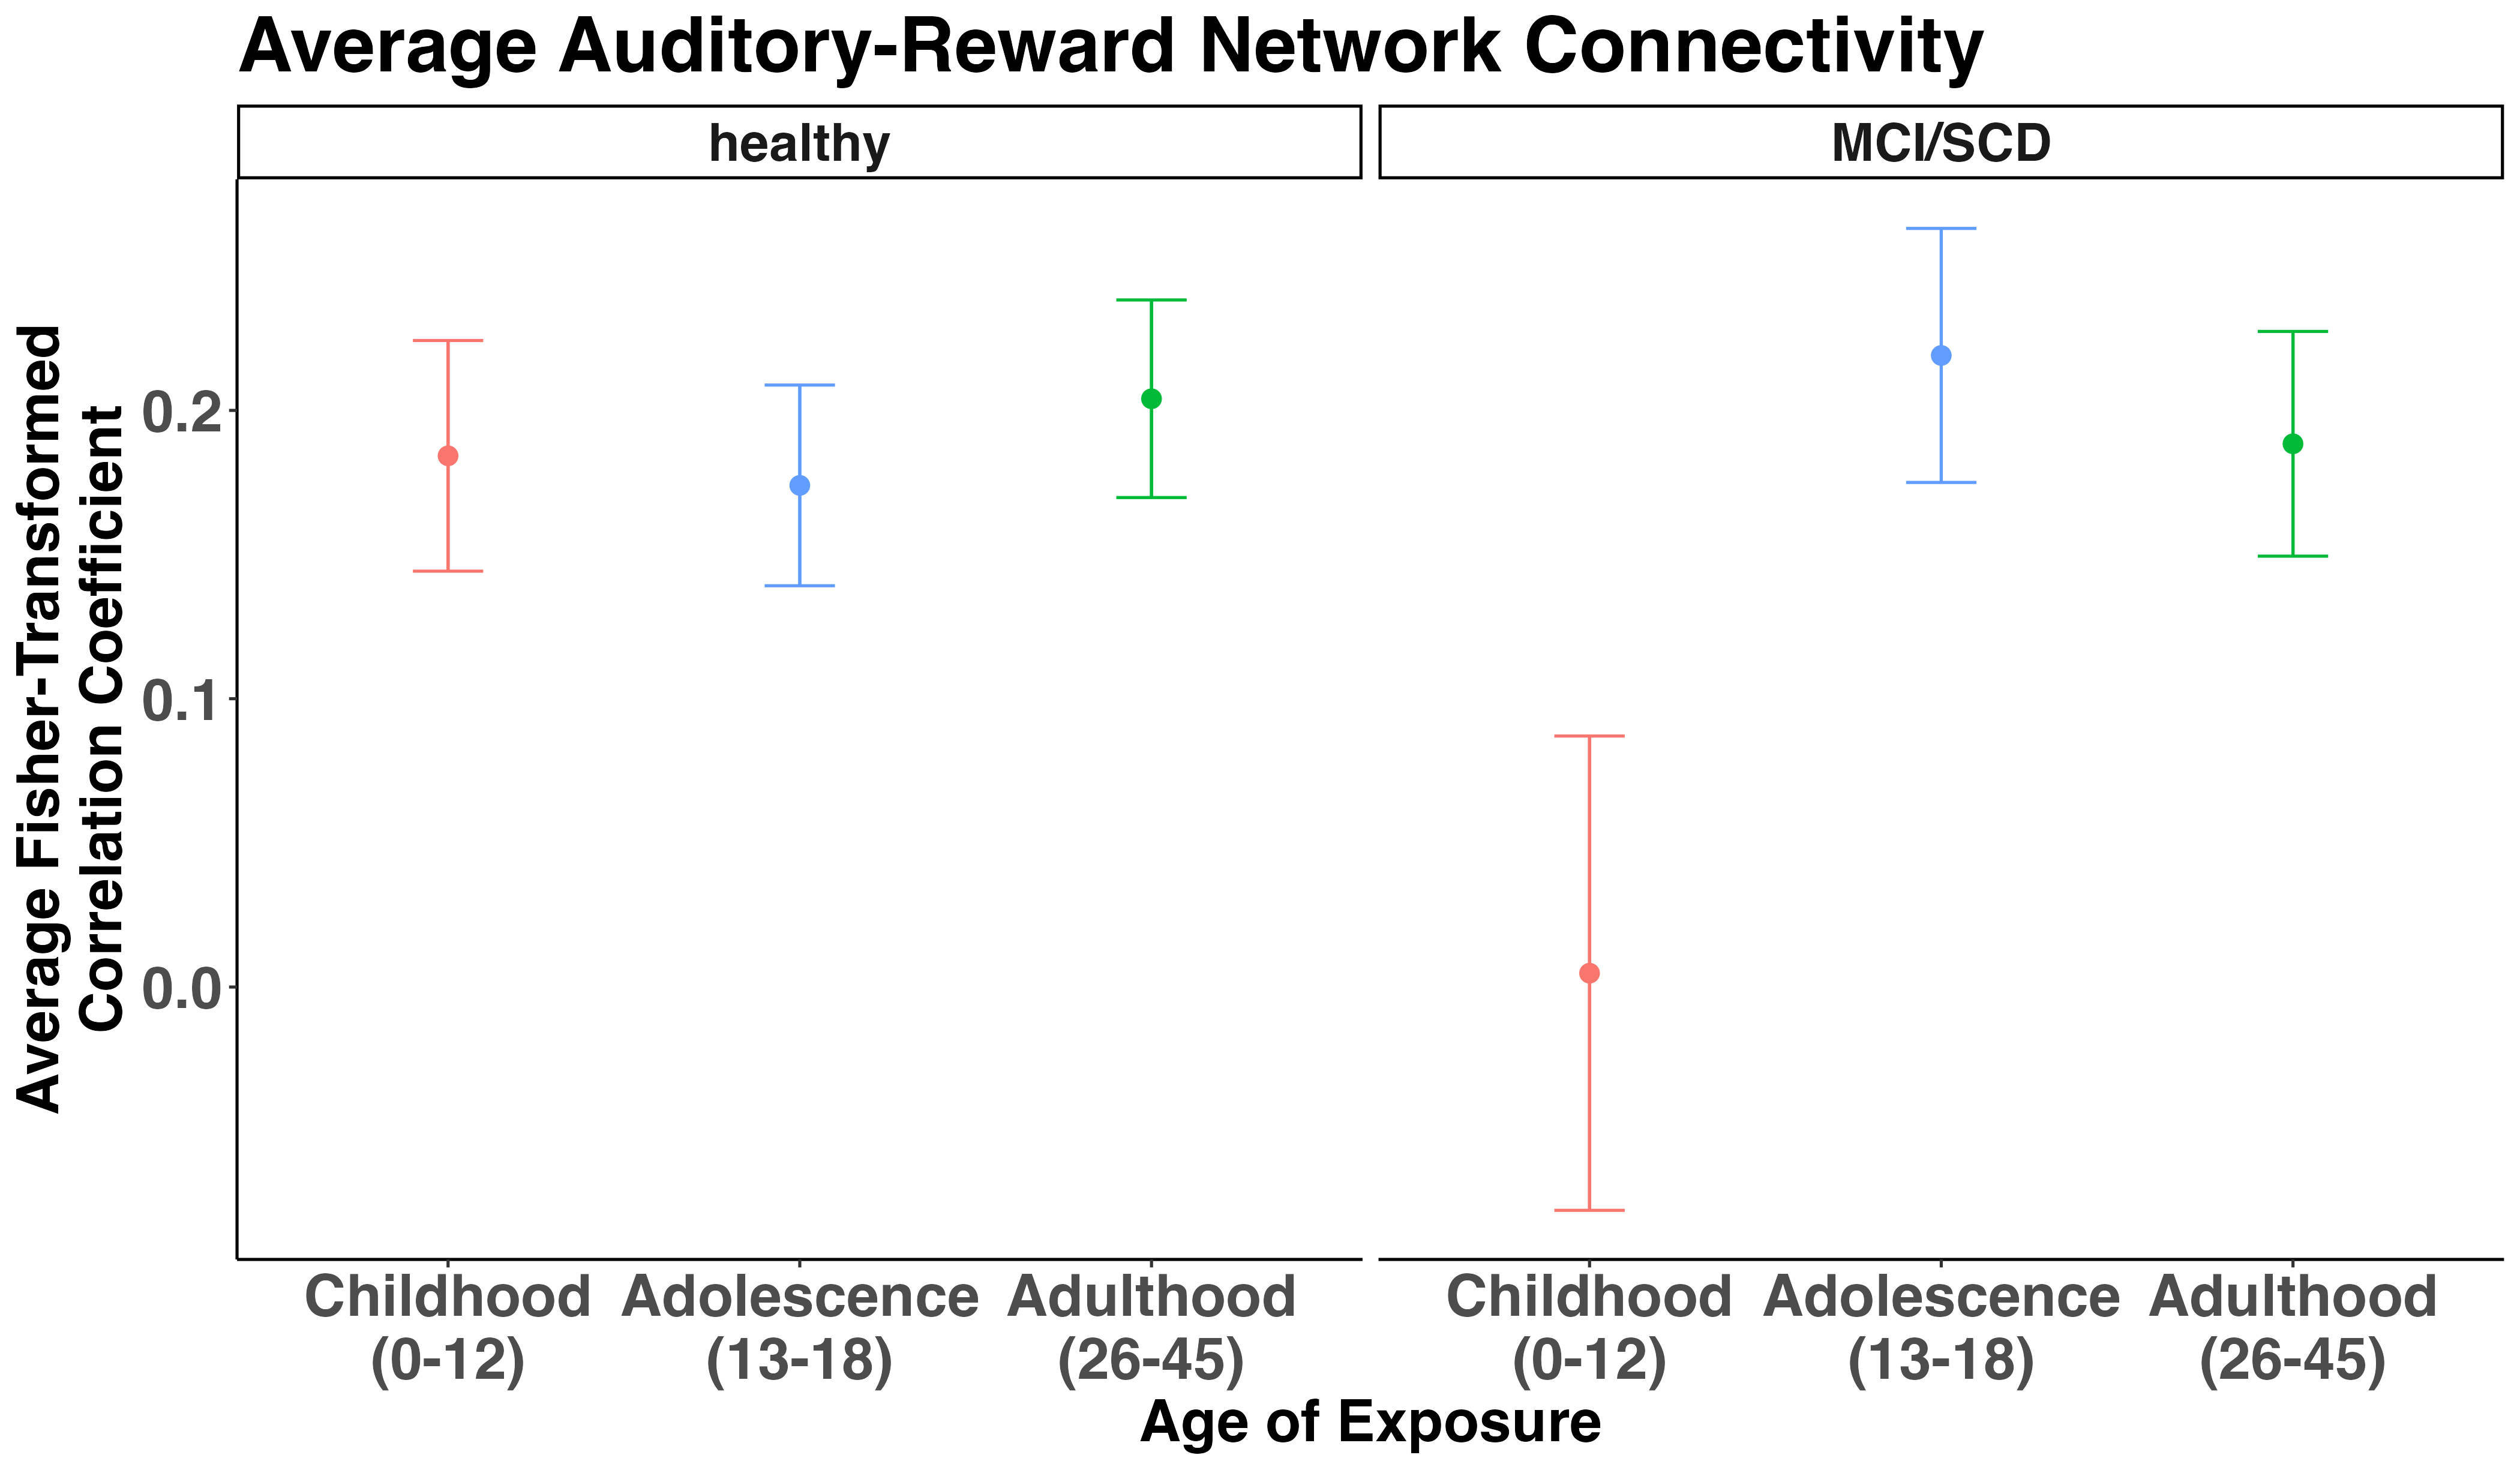 Average Auditory-Reward Network Connectivity
healthy
MCI/SCD
Average Fisher-Transformed
Correlation Coefficient
0.2
0.1
0.0
Childhood
(0-12)
Adolescence
(13-18)
Adulthood
(26-45)
Childhood
(0-12)
Adolescence
(13-18)
Adulthood
(26-45)
Age of Exposure